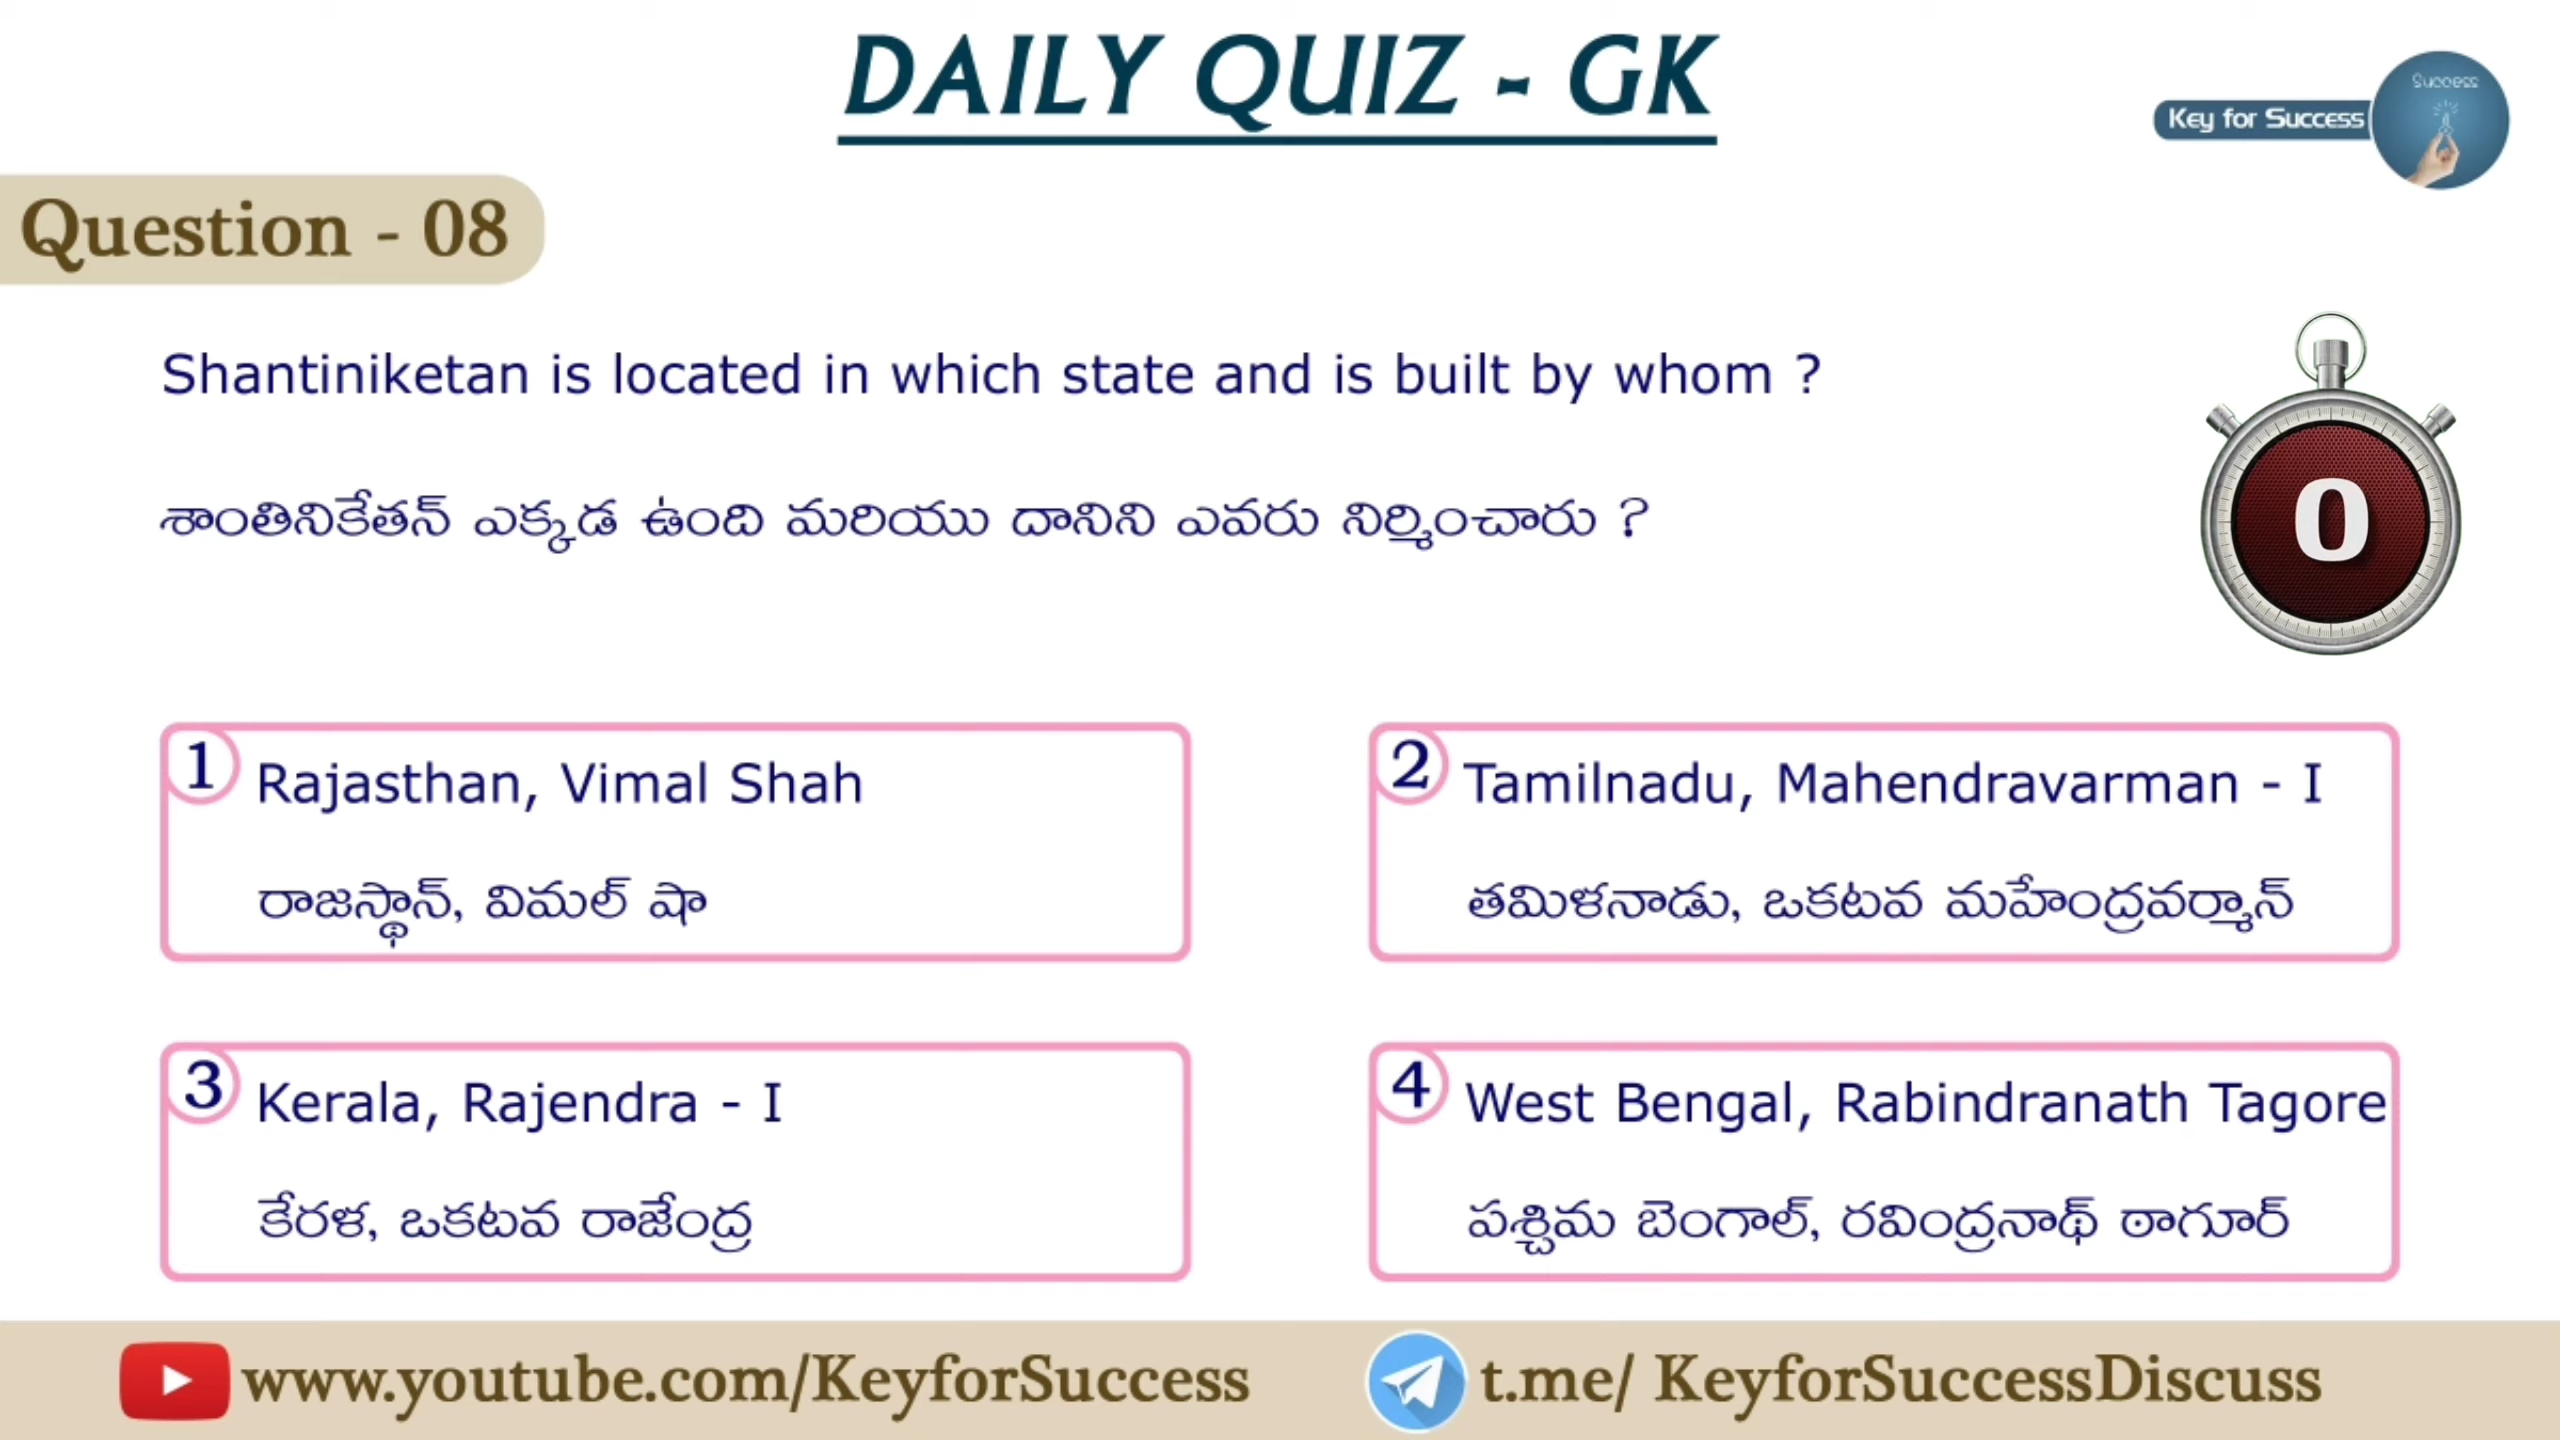 DAILY QUIZ - GK
Success
Key for Success
Question - 08
Shantiniketan is located in which state and is built by whom ?
శాంతినికేతన్ ఎక్కడ ఉంది మరియు దానిని ఎవరు నిర్మించారు ?
0
1 Rajasthan, Vimal Shah
రాజస్థాన్, విమల్ షా
2 Tamilnadu, Mahendravarman - I
తమిళనాడు, ఒకటవ మహేంద్రవర్మాన్
3 Kerala, Rajendra - I
కేరళ, ఒకటవ రాజేంద్ర
4 West Bengal, Rabindranath Tagore
పశ్చిమ బెంగాల్, రవింద్రనాథ్ ఠాగూర్
www.youtube.com/KeyforSuccess
t.me/ KeyforSuccessDiscuss